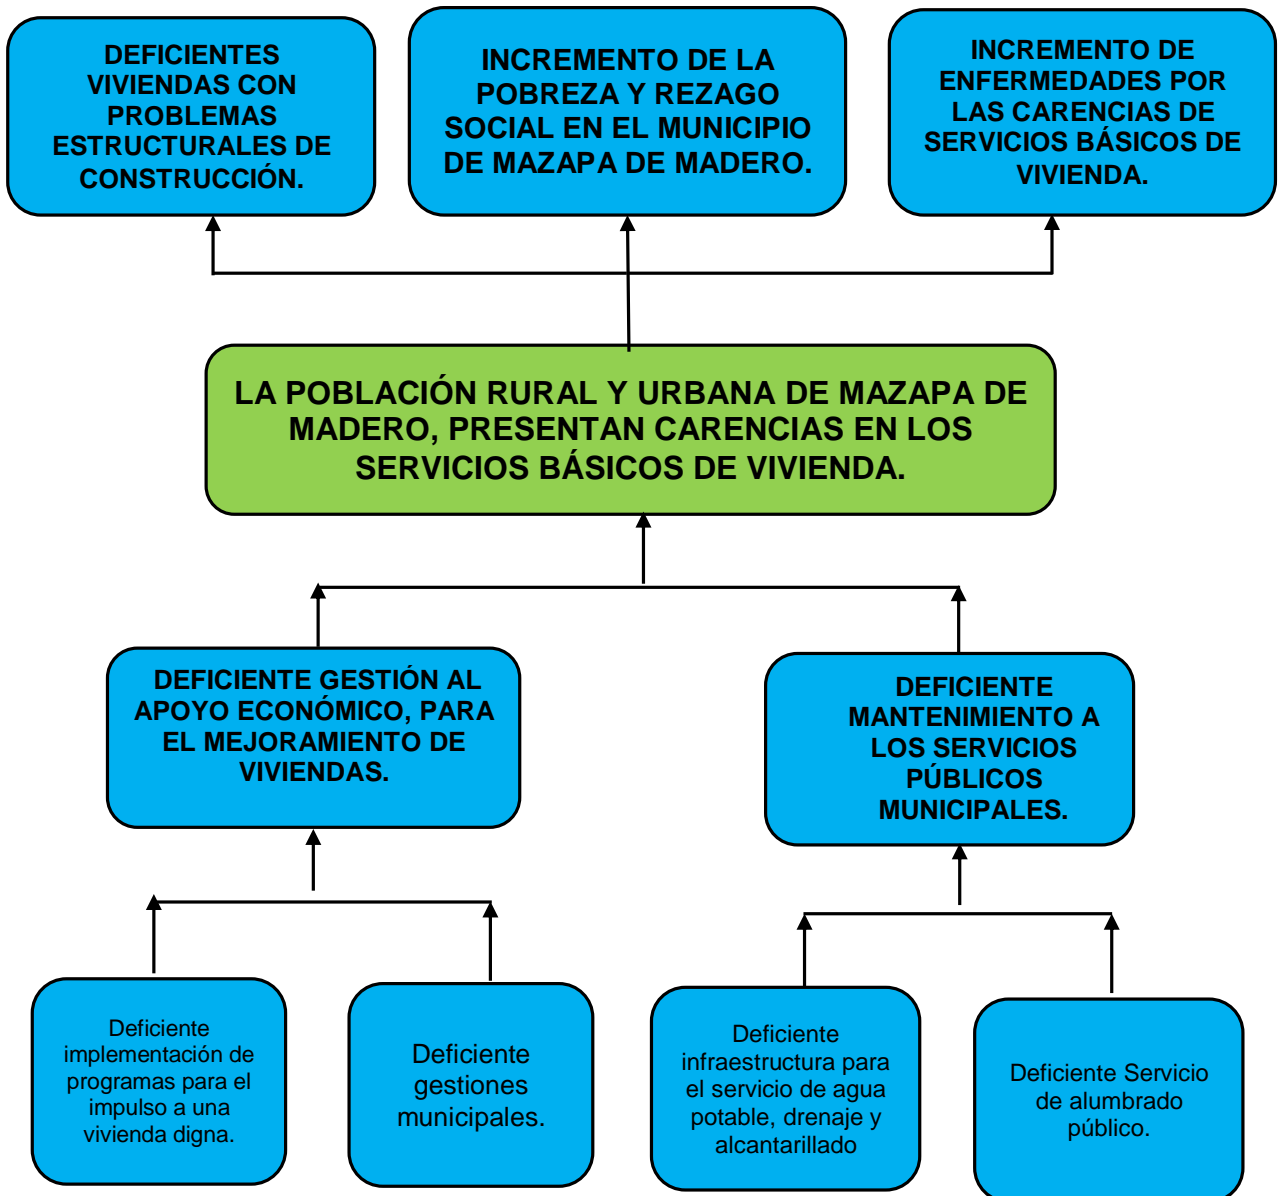 DEFICIENTES
VIVIENDAS CON
PROBLEMAS
ESTRUCTURALES DE
CONSTRUCCIÓN.
INCREMENTO DE LA
POBREZA Y REZAGO
SOCIAL EN EL MUNICIPIO
DE MAZAPA DE MADERO.
INCREMENTO DE
ENFERMEDADES POR
LAS CARENCIAS DE
SERVICIOS BÁSICOS DE
VIVIENDA.
LA POBLACIÓN RURAL Y URBANA DE MAZAPA DE
MADERO, PRESENTAN CARENCIAS EN LOS
SERVICIOS BÁSICOS DE VIVIENDA.
DEFICIENTE GESTIÓN AL
APOYO ECONÓMICO, PARA
EL MEJORAMIENTO DE
VIVIENDAS.
DEFICIENTE
MANTENIMIENTO A
LOS SERVICIOS
PÚBLICOS
MUNICIPALES.
Deficiente
implementación de
programas para el
impulso a una
vivienda digna.
Deficiente
gestiones
municipales.
Deficiente
infraestructura para
el servicio de agua
potable, drenaje y
alcantarillado
Deficiente Servicio
de alumbrado
público.